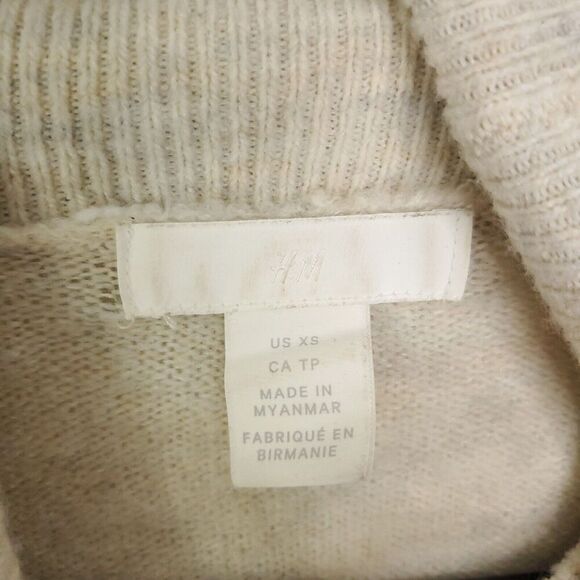 H&M
US XS
CA TP
MADE IN
MYANMAR
FABRIQUÉ EN
BIRMANIE